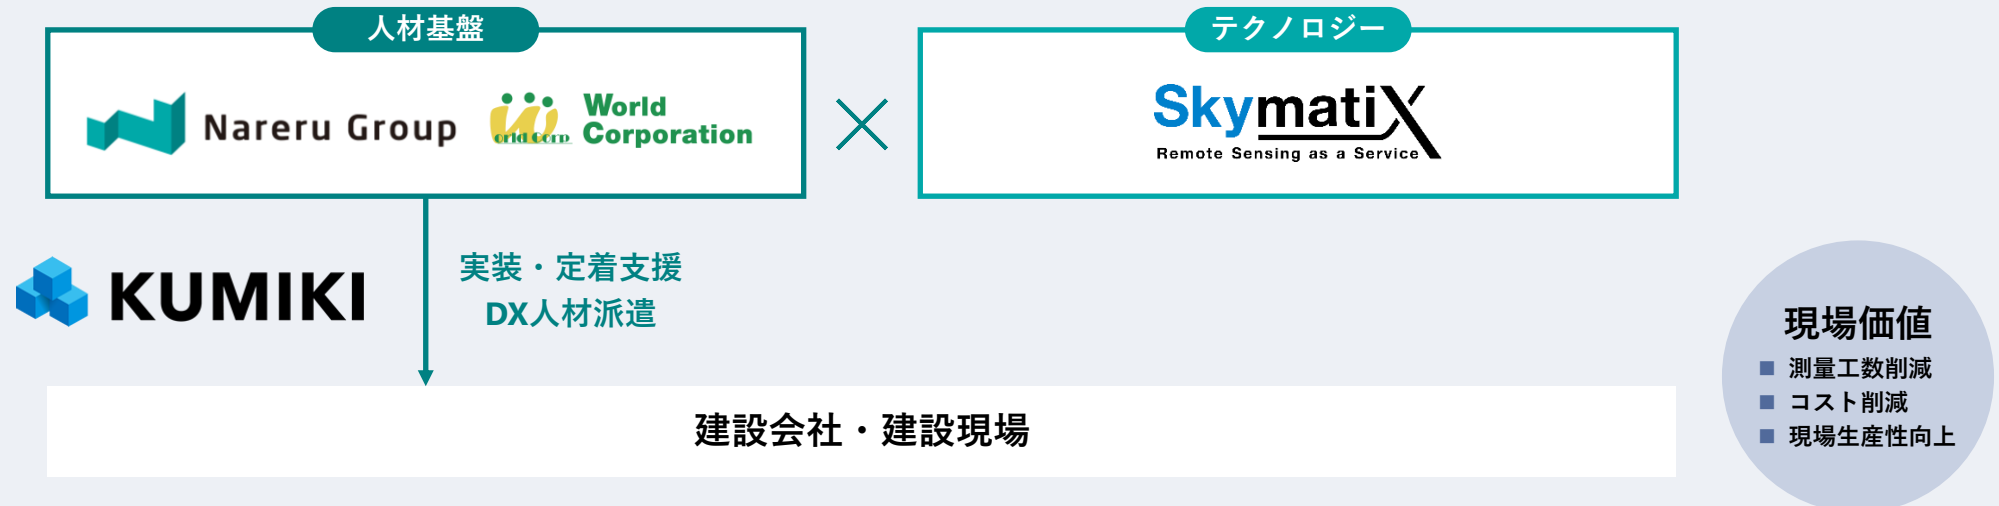 人材基盤
テクノロジー
Nareru Group
World
Corporation
orld Corp
SkymatiX
Remote Sensing as a Service
KUMIKI
実装・定着支援
DX人材派遣
建設会社・建設現場
現場価値
■ 測量工数削減
■ コスト削減
■ 現場生産性向上